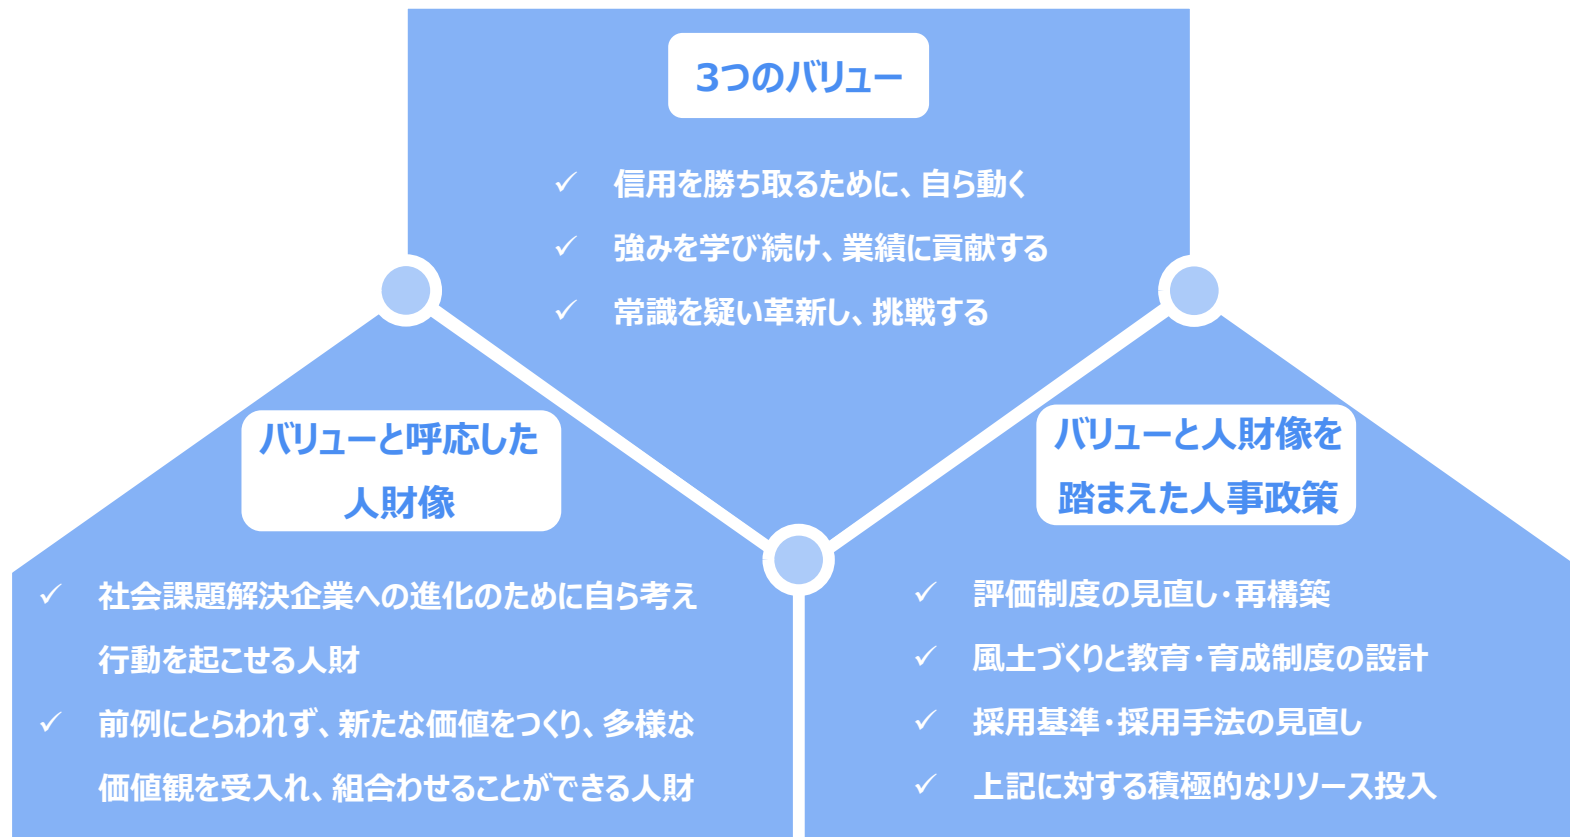 3つのバリュー
✓ 信用を勝ち取るために、自ら動く
✓ 強みを学び続け、業績に貢献する
✓ 常識を疑い革新し、挑戦する
バリューと呼応した
人財像
✓ 社会課題解決企業への進化のために自ら考え
行動を起こせる人財
✓ 前例にとらわれず、新たな価値をつくり、多様な
価値観を受入れ、組合わせることができる人財
バリューと人財像を
踏まえた人事政策
✓ 評価制度の見直し・再構築
✓ 風土づくりと教育・育成制度の設計
✓ 採用基準・採用手法の見直し
✓ 上記に対する積極的なリソース投入